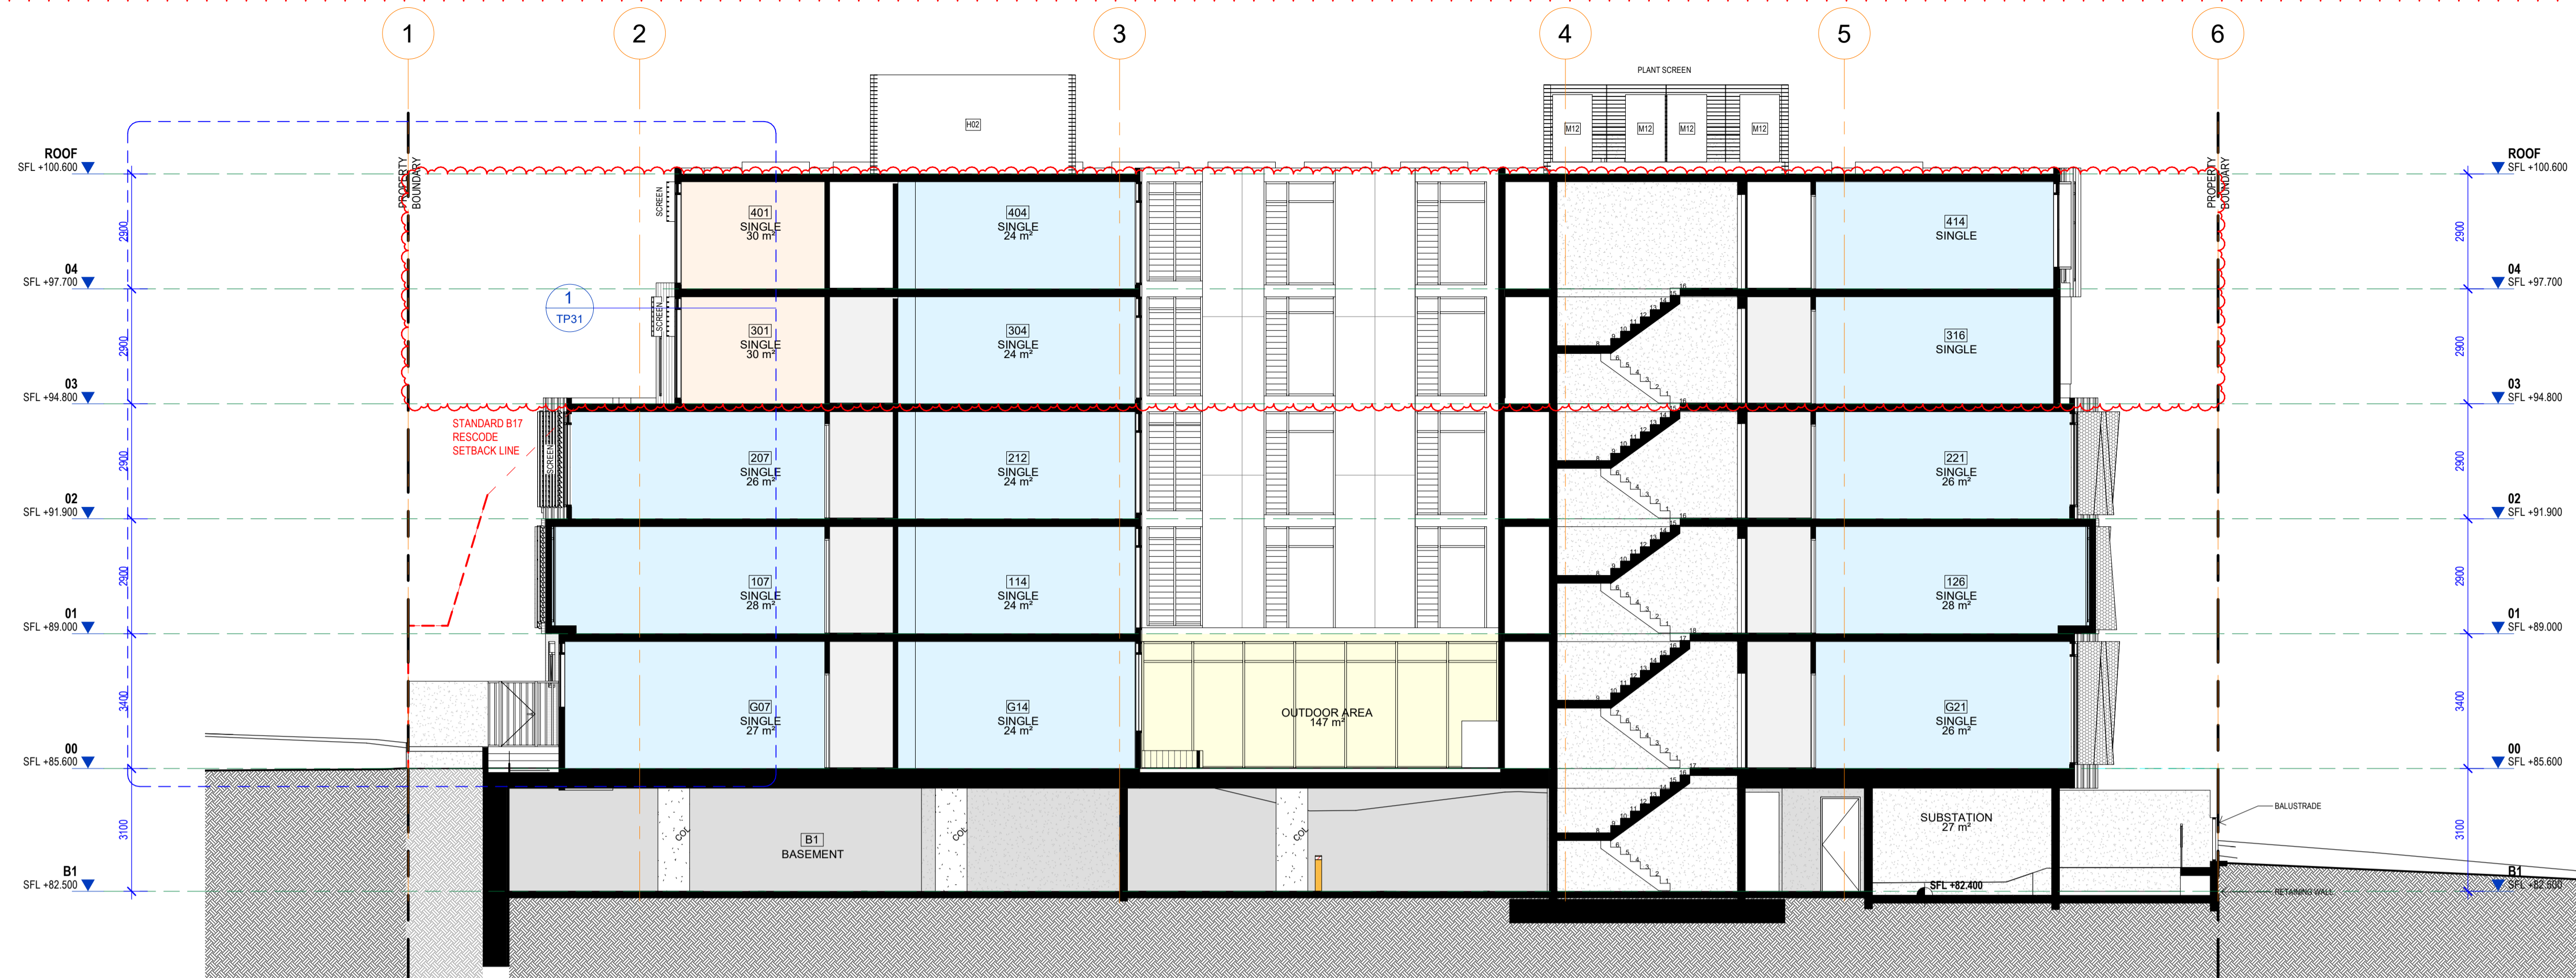 1
2
3
4
5
6
PLANT SCREEN
H02
M12
M12
M12
M12
ROOF
SFL +100.600
PROPERTY
BOUNDARY
SCREEN
401
SINGLE
30 m²
404
SINGLE
24 m²
414
SINGLE
PROPERTY
BOUNDARY
ROOF
SFL +100.600
2900
2900
04
SFL +97.700
04
SFL +97.700
1
TP31
SCREEN
301
SINGLE
30 m²
304
SINGLE
24 m²
316
SINGLE
2900
2900
03
SFL +94.800
03
SFL +94.800
STANDARD B17
RESCODE
SETBACK LINE
SCREEN
207
SINGLE
26 m²
212
SINGLE
24 m²
221
SINGLE
26 m²
2900
2900
02
SFL +91.900
02
SFL +91.900
107
SINGLE
28 m²
114
SINGLE
24 m²
126
SINGLE
28 m²
2900
2900
01
SFL +89.000
01
SFL +89.000
G07
SINGLE
27 m²
G14
SINGLE
24 m²
OUTDOOR AREA
147 m²
G21
SINGLE
26 m²
3400
3400
00
SFL +85.600
00
SFL +85.600
COL
COL
COL
B1
BASEMENT
SUBSTATION
27 m²
BALUSTRADE
3100
3100
B1
SFL +82.500
SFL +82.400
RETAINING WALL
B1
SFL +82.500